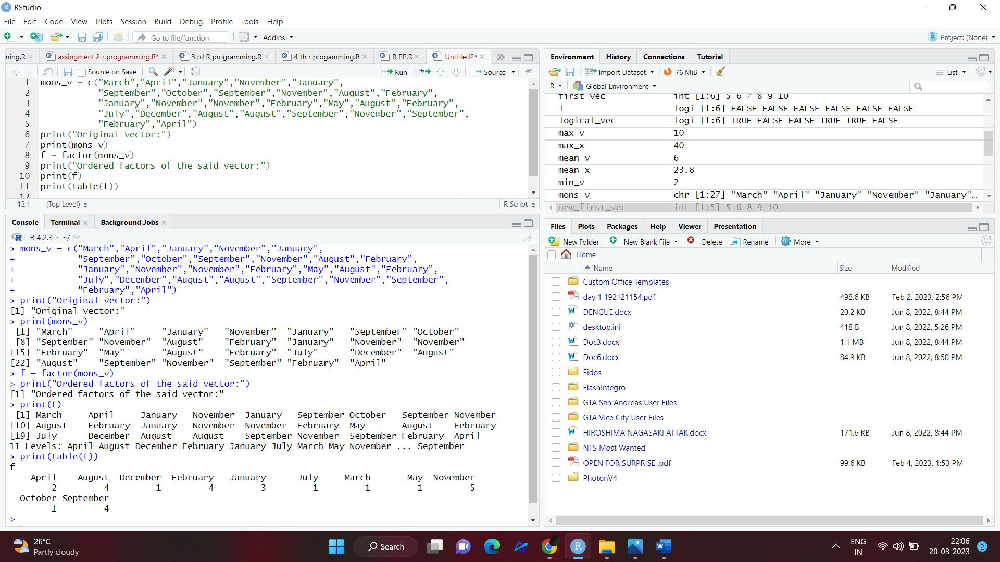 RStudio
File Edit Code View Plots Session Build Debug Profile Tools Help
Go to file/function Addins Project: (None)
ming.R assingment 2 r programming.R* 3 rd R programming.R 4 th r progamming.R R PP.R Untitled2*
Source on Save Run Source
1 mons_v = c("March","April","January","November","January",
2 "September","October","September","November","August","February",
3 "January","November","November","February","May","August","February",
4 "July","December","August","August","September","November","September",
5 "February","April")
6 print("Original vector:")
7 print(mons_v)
8 f = factor(mons_v)
9 print("Ordered factors of the said vector:")
10 print(f)
11 print(table(f))
12
12:1 (Top Level) R Script
Console Terminal Background Jobs
R 4.2.3 · ~/
> mons_v = c("March","April","January","November","January",
+ "September","October","September","November","August","February",
+ "January","November","November","February","May","August","February",
+ "July","December","August","August","September","November","September",
+ "February","April")
> print("Original vector:")
[1] "Original vector:"
> print(mons_v)
[1] "March" "April" "January" "November" "January" "September" "October"
[8] "September" "November" "August" "February" "January" "November" "November"
[15] "February" "May" "August" "February" "July" "December" "August"
[22] "August" "September" "November" "September" "February" "April"
> f = factor(mons_v)
> print("Ordered factors of the said vector:")
[1] "Ordered factors of the said vector:"
> print(f)
[1] March April January November January September October September November
[10] August February January November November February May August February
[19] July December August August September November September February April
11 Levels: April August December February January July March May November ... September
> print(table(f))
f
April August December February January July March May November
2 4 1 4 3 1 1 1 5
October September
1 4
>
Environment History Connections Tutorial
Import Dataset 76 MiB List
R Global Environment
first_vec int [1:6] 5 6 7 8 9 10
l logi [1:6] FALSE FALSE FALSE FALSE FALSE FALSE
logical_vec logi [1:6] TRUE FALSE FALSE TRUE TRUE FALSE
max_v 10
max_x 40
mean_v 6
mean_x 23.8
min_v 2
mons_v chr [1:27] "March" "April" "January" "November" "January"…
new_first_vec int [1:5] 5 6 8 9 10
Files Plots Packages Help Viewer Presentation
New Folder New Blank File Delete Rename More
Home ...
Name Size Modified
Custom Office Templates
day 1 192121154.pdf 498.6 KB Feb 2, 2023, 2:56 PM
DENGUE.docx 20.2 KB Jun 8, 2022, 8:44 PM
desktop.ini 418 B Jun 8, 2022, 5:26 PM
Doc3.docx 1.1 MB Jun 8, 2022, 8:44 PM
Doc6.docx 84.9 KB Jun 8, 2022, 8:50 PM
Eidos
FlashIntegro
GTA San Andreas User Files
GTA Vice City User Files
HIROSHIMA NAGASAKI ATTAK.docx 171.6 KB Jun 8, 2022, 8:44 PM
NFS Most Wanted
OPEN FOR SURPRISE .pdf 99.6 KB Feb 4, 2023, 1:53 PM
PhotonV4
26°C
Partly cloudy
Search
ENG
IN
22:06
20-03-2023
2